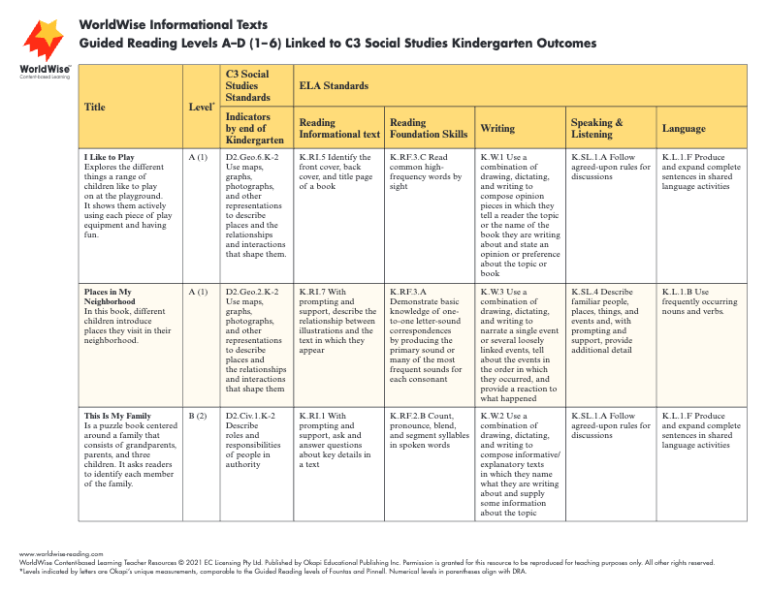 WorldWise Informational Texts
Guided Reading Levels A–D (1–6) Linked to C3 Social Studies Kindergarten Outcomes
WorldWise™
Content-based Learning
Title
Level*
C3 Social
Studies
Standards
ELA Standards
Indicators
by end of
Kindergarten
Reading
Informational text
Reading
Foundation Skills
Writing
Speaking &
Listening
Language
I Like to Play
Explores the different
things a range of
children like to play
on at the playground.
It shows them actively
using each piece of play
equipment and having
fun.
A (1)
D2.Geo.6.K-2
Use maps,
graphs,
photographs,
and other
representations
to describe
places and the
relationships
and interactions
that shape them.
K.RI.5 Identify the
front cover, back
cover, and title page
of a book
K.RF.3.C Read
common high-
frequency words by
sight
K.W.1 Use a
combination of
drawing, dictating,
and writing to
compose opinion
pieces in which they
tell a reader the topic
or the name of the
book they are writing
about and state an
opinion or preference
about the topic or
book
K.SL.1.A Follow
agreed-upon rules for
discussions
K.L.1.F Produce
and expand complete
sentences in shared
language activities
Places in My
Neighborhood
In this book, different
children introduce
places they visit in their
neighborhood.
A (1)
D2.Geo.2.K-2
Use maps,
graphs,
photographs,
and other
representations
to describe
places and
the relationships
and interactions
that shape them
K.RI.7 With
prompting and
support, describe the
relationship between
illustrations and the
text in which they
appear
K.RF.3.A
Demonstrate basic
knowledge of one-
to-one letter-sound
correspondences
by producing the
primary sound or
many of the most
frequent sounds for
each consonant
K.W.3 Use a
combination of
drawing, dictating,
and writing to
narrate a single event
or several loosely
linked events, tell
about the events in
the order in which
they occurred, and
provide a reaction to
what happened
K.SL.4 Describe
familiar people,
places, things, and
events and, with
prompting and
support, provide
additional detail
K.L.1.B Use
frequently occurring
nouns and verbs.
This Is My Family
Is a puzzle book centered
around a family that
consists of grandparents,
parents, and three
children. It asks readers
to identify each member
of the family.
B (2)
D2.Civ.1.K-2
Describe
roles and
responsibilities
of people in
authority
K.RI.1 With
prompting and
support, ask and
answer questions
about key details in
a text
K.RF.2.B Count,
pronounce, blend,
and segment syllables
in spoken words
K.W.2 Use a
combination of
drawing, dictating,
and writing to
compose informative/
explanatory texts
in which they name
what they are writing
about and supply
some information
about the topic
K.SL.1.A Follow
agreed-upon rules for
discussions
K.L.1.F Produce
and expand complete
sentences in shared
language activities
www.worldwise-reading.com
WorldWise Content-based Learning Teacher Resources © 2021 EC Licensing Pty Ltd. Published by Okapi Educational Publishing Inc. Permission is granted for this resource to be reproduced for teaching purposes only. All other rights reserved.
*Levels indicated by letters are Okapi's unique measurements, comparable to the Guided Reading levels of Fountas and Pinnell. Numerical levels in parentheses align with DRA.